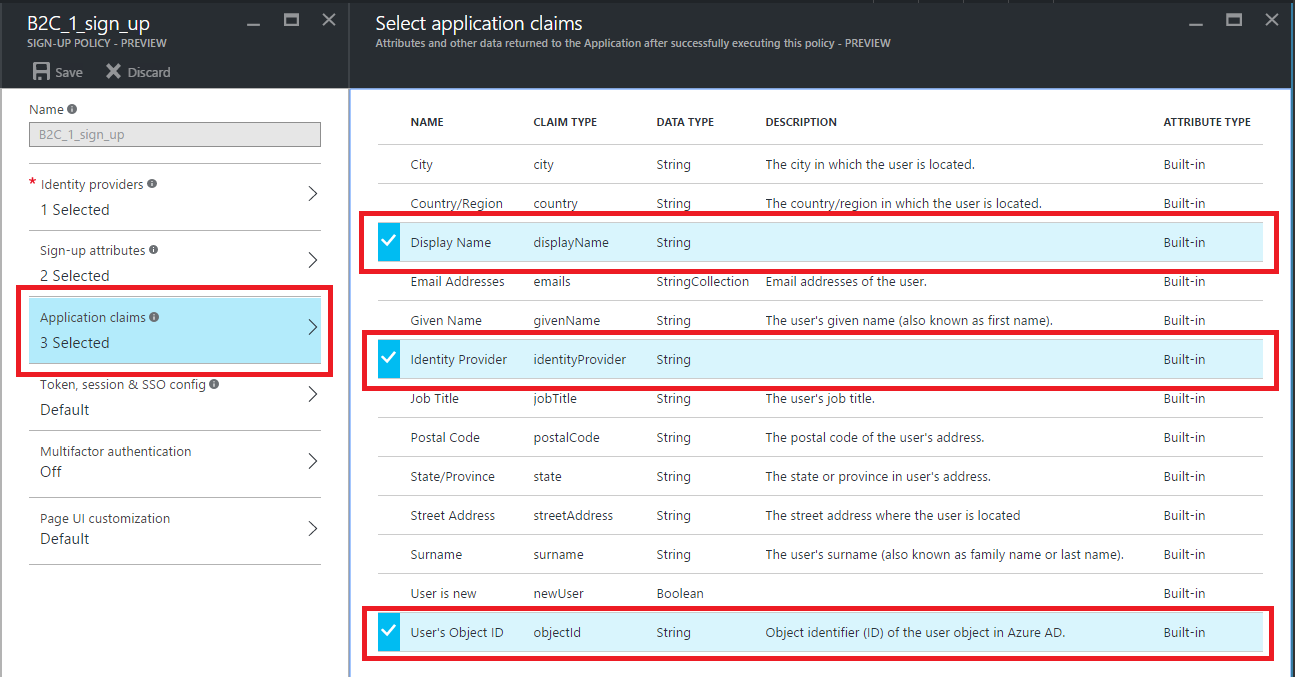 B2C_1_sign_up
SIGN-UP POLICY - PREVIEW
Save Discard
Name
B2C_1_sign_up
* Identity providers
1 Selected
Sign-up attributes
2 Selected
Application claims
3 Selected
Token, session & SSO config
Default
Multifactor authentication
Off
Page UI customization
Default
Select application claims
Attributes and other data returned to the Application after successfully executing this policy - PREVIEW
NAME CLAIM TYPE DATA TYPE DESCRIPTION ATTRIBUTE TYPE
City city String The city in which the user is located. Built-in
Country/Region country String The country/region in which the user is located. Built-in
Display Name displayName String Built-in
Email Addresses emails StringCollection Email addresses of the user. Built-in
Given Name givenName String The user's given name (also known as first name). Built-in
Identity Provider identityProvider String Built-in
Job Title jobTitle String The user's job title. Built-in
Postal Code postalCode String The postal code of the user's address. Built-in
State/Province state String The state or province in user's address. Built-in
Street Address streetAddress String The street address where the user is located Built-in
Surname surname String The user's surname (also known as family name or last name). Built-in
User is new newUser Boolean Built-in
User's Object ID objectId String Object identifier (ID) of the user object in Azure AD. Built-in